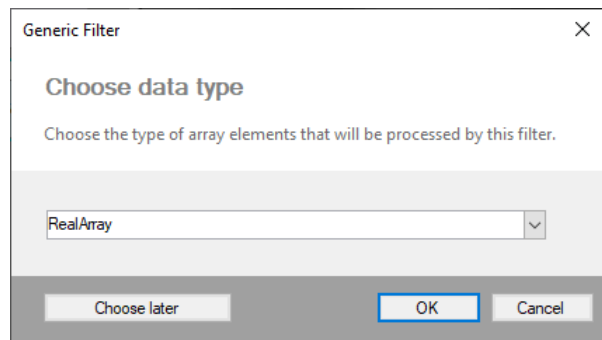 Generic Filter
Choose data type
Choose the type of array elements that will be processed by this filter.
RealArray
Choose later
OK
Cancel